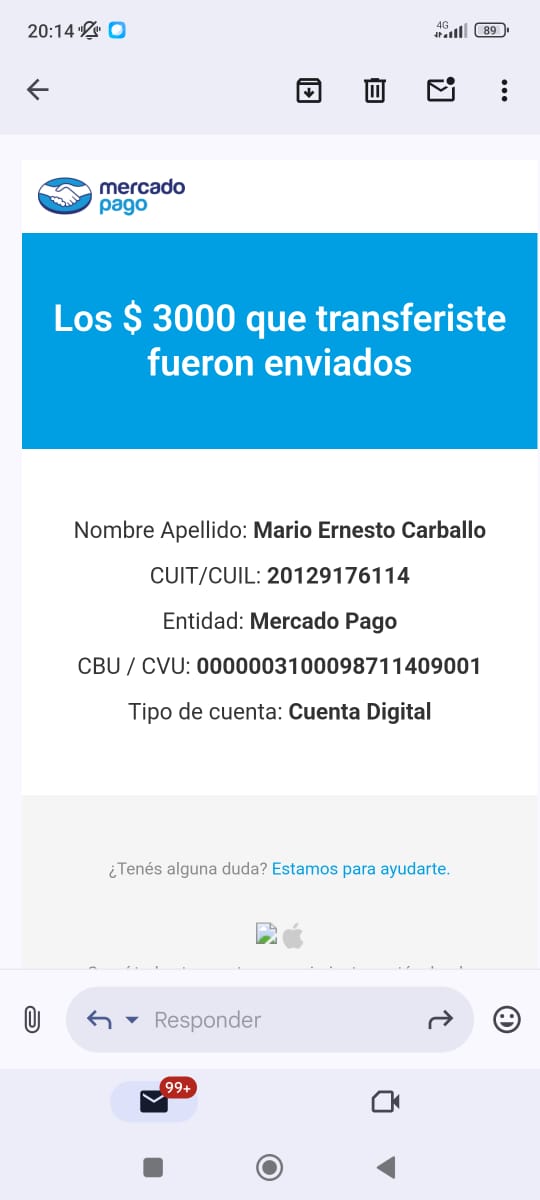 20:14
4G
89
mercado
pago
Los $ 3000 que transferiste
fueron enviados
Nombre Apellido: Mario Ernesto Carballo
CUIT/CUIL: 20129176114
Entidad: Mercado Pago
CBU / CVU: 0000003100098711409001
Tipo de cuenta: Cuenta Digital
¿Tenés alguna duda? Estamos para ayudarte.
Responder
99+